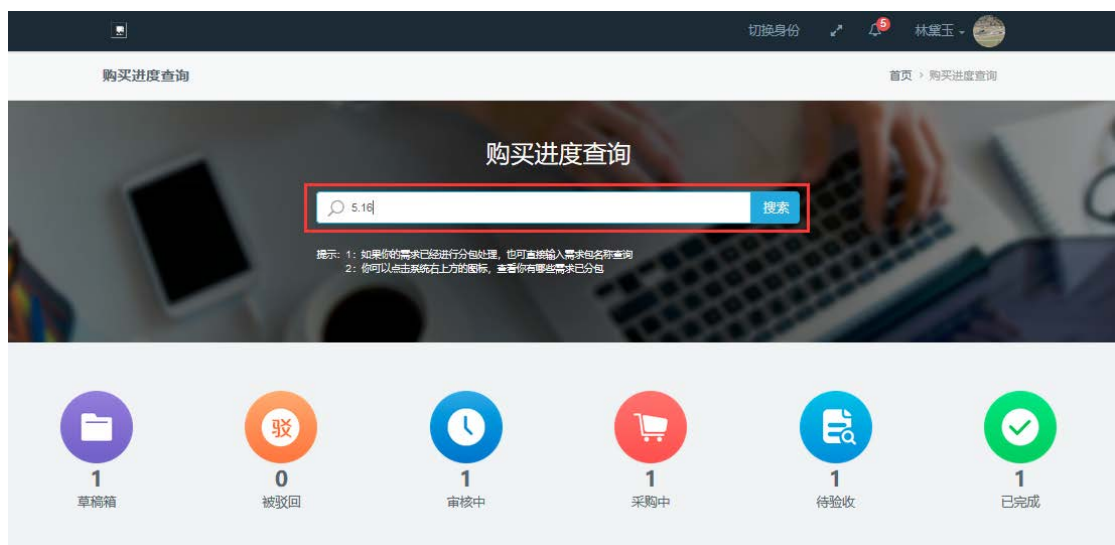 切换身份 5 林黛玉
购买进度查询 首页 > 购买进度查询
购买进度查询
5.16 搜索
提示: 1: 如果你的需求已经进行分包处理，也可直接输入需求包名称查询
2: 你可以点击系统右上方的图标，查看你有哪些需求已分包
驳
1 0 1 1 1 1
草稿箱 被驳回 审核中 采购中 待验收 已完成